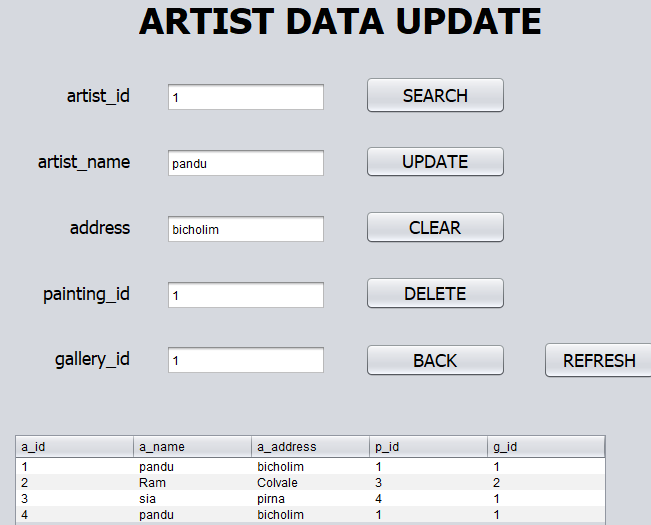 ARTIST DATA UPDATE
artist_id 1 SEARCH
artist_name pandu UPDATE
address bicholim CLEAR
painting_id 1 DELETE
gallery_id 1 BACK REFRESH
a_id a_name a_address p_id g_id
1 pandu bicholim 1 1
2 Ram Colvale 3 2
3 sia pirna 4 1
4 pandu bicholim 1 1